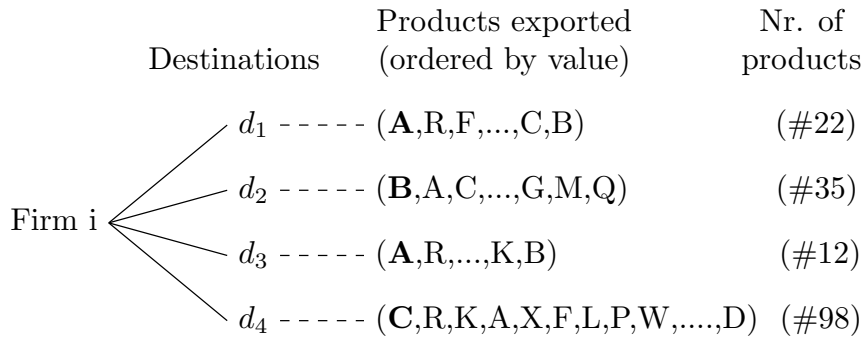 Products exported Nr. of
Destinations (ordered by value) products
d1 (A,R,F,...,C,B) (#22)
d2 (B,A,C,...,G,M,Q) (#35)
Firm i
d3 (A,R,...,K,B) (#12)
d4 (C,R,K,A,X,F,L,P,W,....,D) (#98)